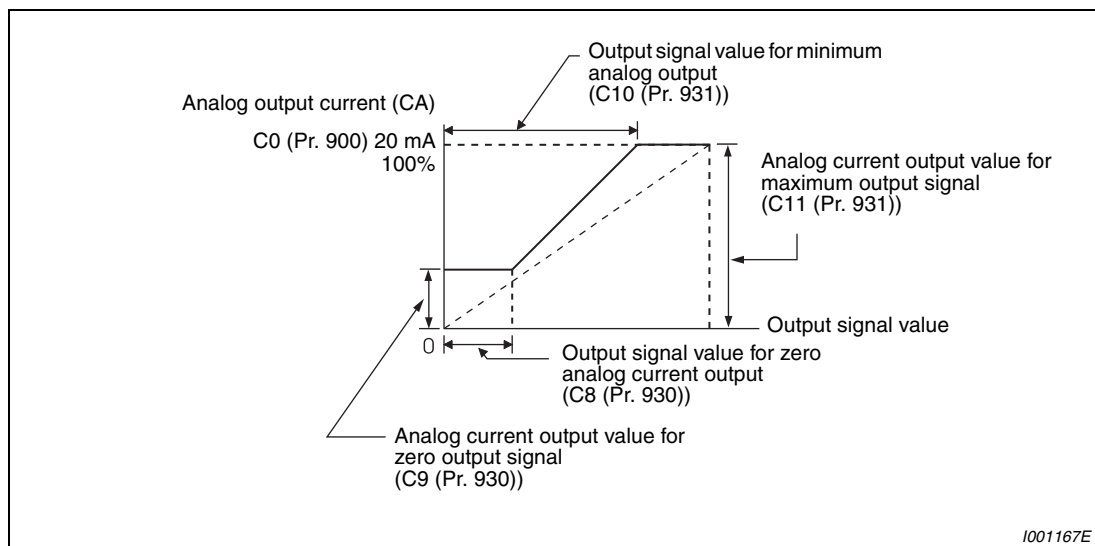 Output signal value for minimum
analog output
(C10 (Pr. 931))
Analog output current (CA)
C0 (Pr. 900) 20 mA
100%
Analog current output value for
maximum output signal
(C11 (Pr. 931))
Output signal value
0
Output signal value for zero
analog current output
(C8 (Pr. 930))
Analog current output value for
zero output signal
(C9 (Pr. 930))
I001167E